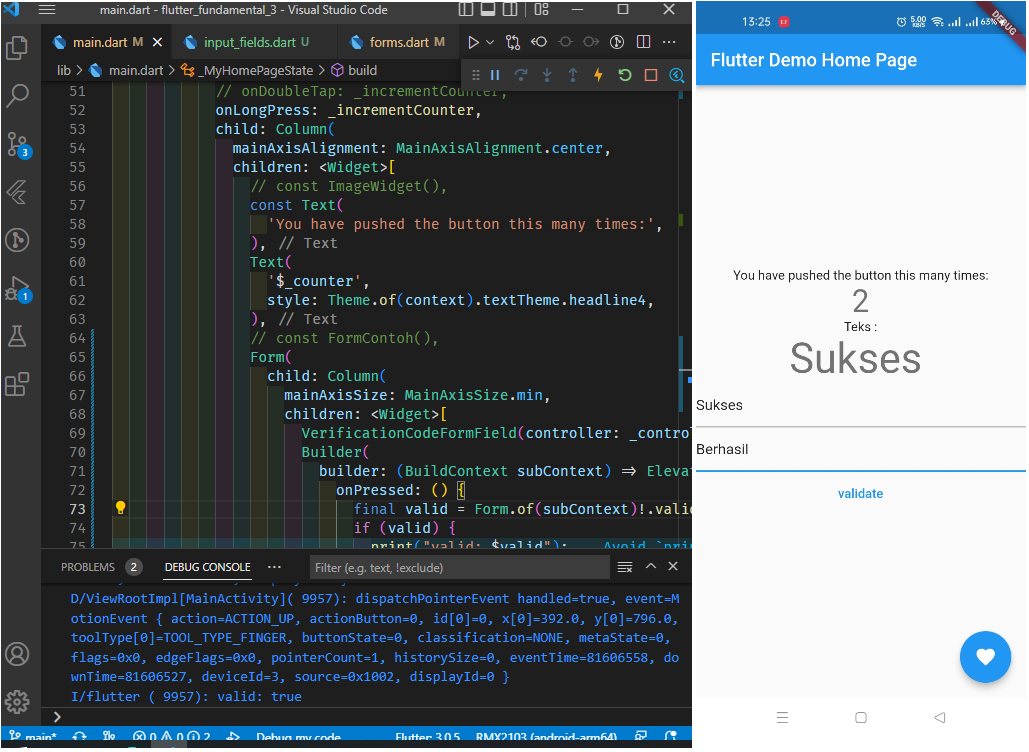 main.dart - flutter_fundamental_3 - Visual Studio Code
main.dart M
input_fields.dart U
forms.dart M
lib > main.dart > _MyHomePageState > build
51 // onDoubleTap: _incrementCounter,
52 onLongPress: _incrementCounter,
53 child: Column(
54 mainAxisAlignment: MainAxisAlignment.center,
55 children: <Widget>[
56 // const ImageWidget(),
57 const Text(
58 'You have pushed the button this many times:',
59 ), // Text
60 Text(
61 '$_counter',
62 style: Theme.of(context).textTheme.headline4,
63 ), // Text
64 // const FormContoh(),
65 Form(
66 child: Column(
67 mainAxisSize: MainAxisSize.min,
68 children: <Widget>[
69 VerificationCodeFormField(controller: _contro
70 Builder(
71 builder: (BuildContext subContext) => Eleva
72 onPressed: () {
73 final valid = Form.of(subContext)!.valid
74 if (valid) {
75 print("valid: $valid"); Avoid `prin
3
1
PROBLEMS 2 DEBUG CONSOLE ...
Filter (e.g. text, !exclude)
D/ViewRootImpl[MainActivity]( 9957): dispatchPointerEvent handled=true, event=M
otionEvent { action=ACTION_UP, actionButton=0, id[0]=0, x[0]=392.0, y[0]=796.0,
toolType[0]=TOOL_TYPE_FINGER, buttonState=0, classification=NONE, metaState=0,
flags=0x0, edgeFlags=0x0, pointerCount=1, historySize=0, eventTime=81606558, do
wnTime=81606527, deviceId=3, source=0x1002, displayId=0 }
I/flutter ( 9957): valid: true
>
main* 0 0 2 Debug my code Flutter: 3.0.5 RMX2103 (android-arm64)
13:25 5.00 KB/S 63%
DEBUG
Flutter Demo Home Page
You have pushed the button this many times:
2
Teks :
Sukses
Sukses
Berhasil
validate